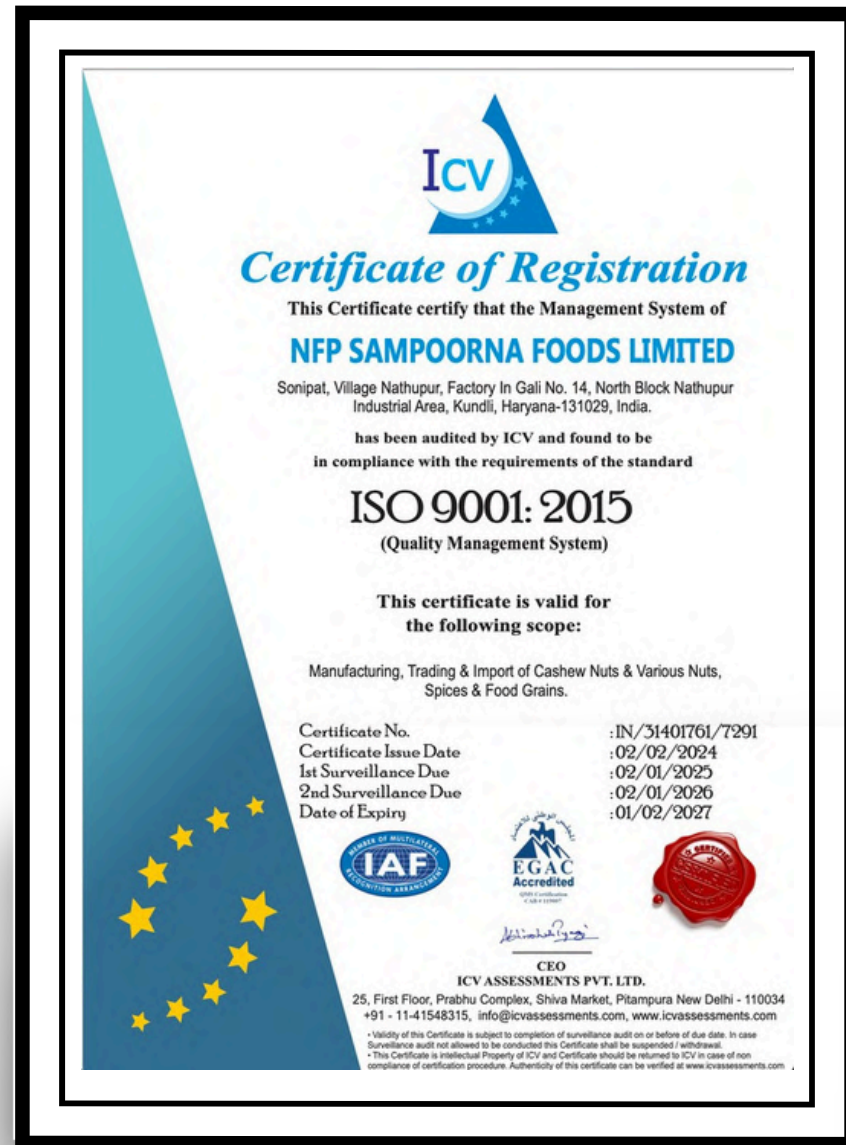 ICV
Certificate of Registration
This Certificate certify that the Management System of
NFP SAMPOORNA FOODS LIMITED
Sonipat, Village Nathupur, Factory In Gali No. 14, North Block Nathupur
Industrial Area, Kundli, Haryana-131029, India.
has been audited by ICV and found to be
in compliance with the requirements of the standard
ISO 9001: 2015
(Quality Management System)
This certificate is valid for
the following scope:
Manufacturing, Trading & Import of Cashew Nuts & Various Nuts,
Spices & Food Grains.
Certificate No. : IN/31401761/7291
Certificate Issue Date : 02/02/2024
1st Surveillance Due : 02/01/2025
2nd Surveillance Due : 02/01/2026
Date of Expiry : 01/02/2027
MEMBER OF MULTILATERAL
IAF
RECOGNITION ARRANGEMENT
EGAC
Accredited
QMS Certification
CERTIFIED
CEO
ICV ASSESSMENTS PVT. LTD.
25, First Floor, Prabhu Complex, Shiva Market, Pitampura New Delhi - 110034
+91 - 11-41548315, info@icvassessments.com, www.icvassessments.com
• Validity of this Certificate is subject to completion of surveillance audit on or before of due date. In case
Surveillance audit not allowed to be conducted this Certificate shall be suspended / withdrawal.
• This Certificate is intellectual Property of ICV and Certificate should be returned to ICV in case of non
compliance of certification procedure. Authenticity of this certificate can be verified at www.icvassessments.com